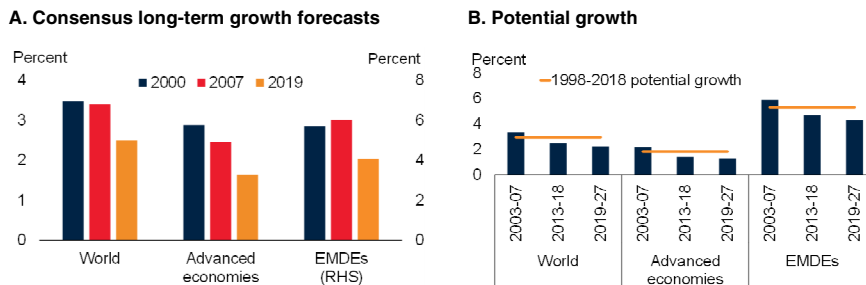 A. Consensus long-term growth forecasts
Percent
Percent
2000
2007
2019
4
3
2
1
0
8
6
4
2
0
World
Advanced
economies
EMDEs
(RHS)
B. Potential growth
Percent
1998-2018 potential growth
8
6
4
2
0
2003-07
2013-18
2019-27
2003-07
2013-18
2019-27
2003-07
2013-18
2019-27
World
Advanced
economies
EMDEs